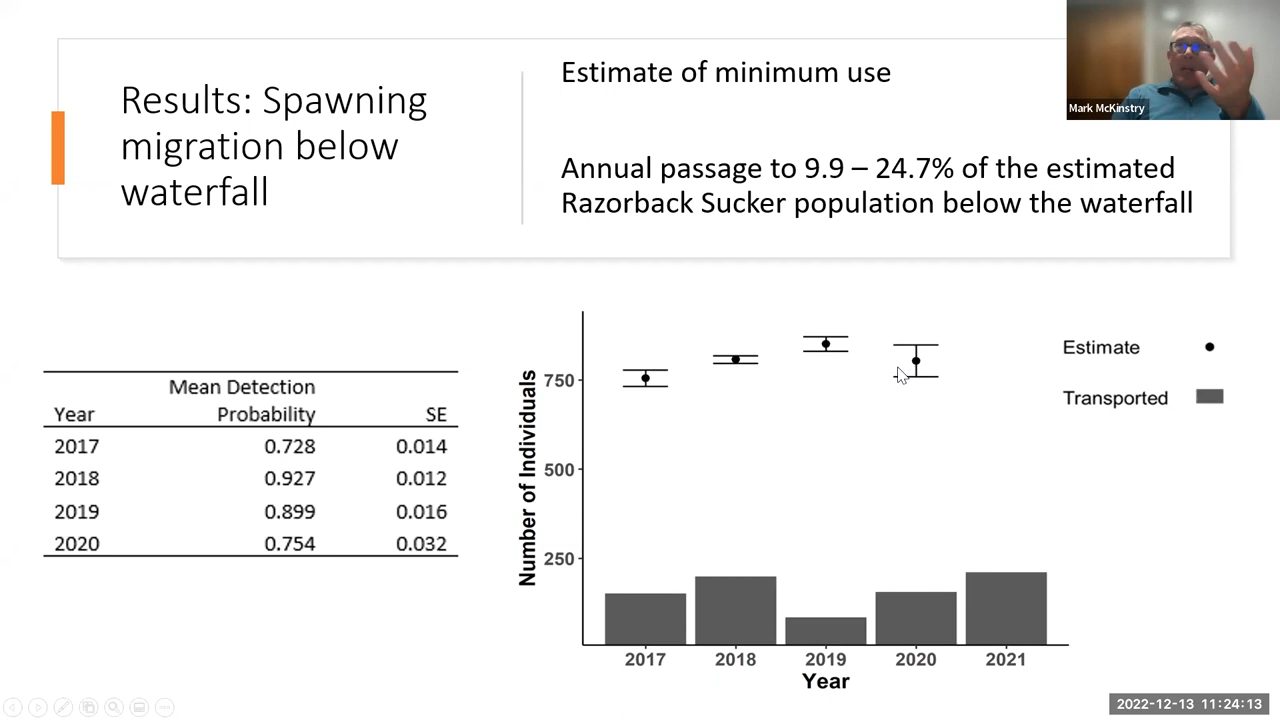 Results: Spawning
migration below
waterfall
Estimate of minimum use
Annual passage to 9.9 – 24.7% of the estimated
Razorback Sucker population below the waterfall
Mark McKinstry
Mean Detection
Year Probability SE
2017 0.728 0.014
2018 0.927 0.012
2019 0.899 0.016
2020 0.754 0.032
Number of Individuals
750
500
250
2017 2018 2019 2020 2021
Year
Estimate
Transported
2022-12-13 11:24:13